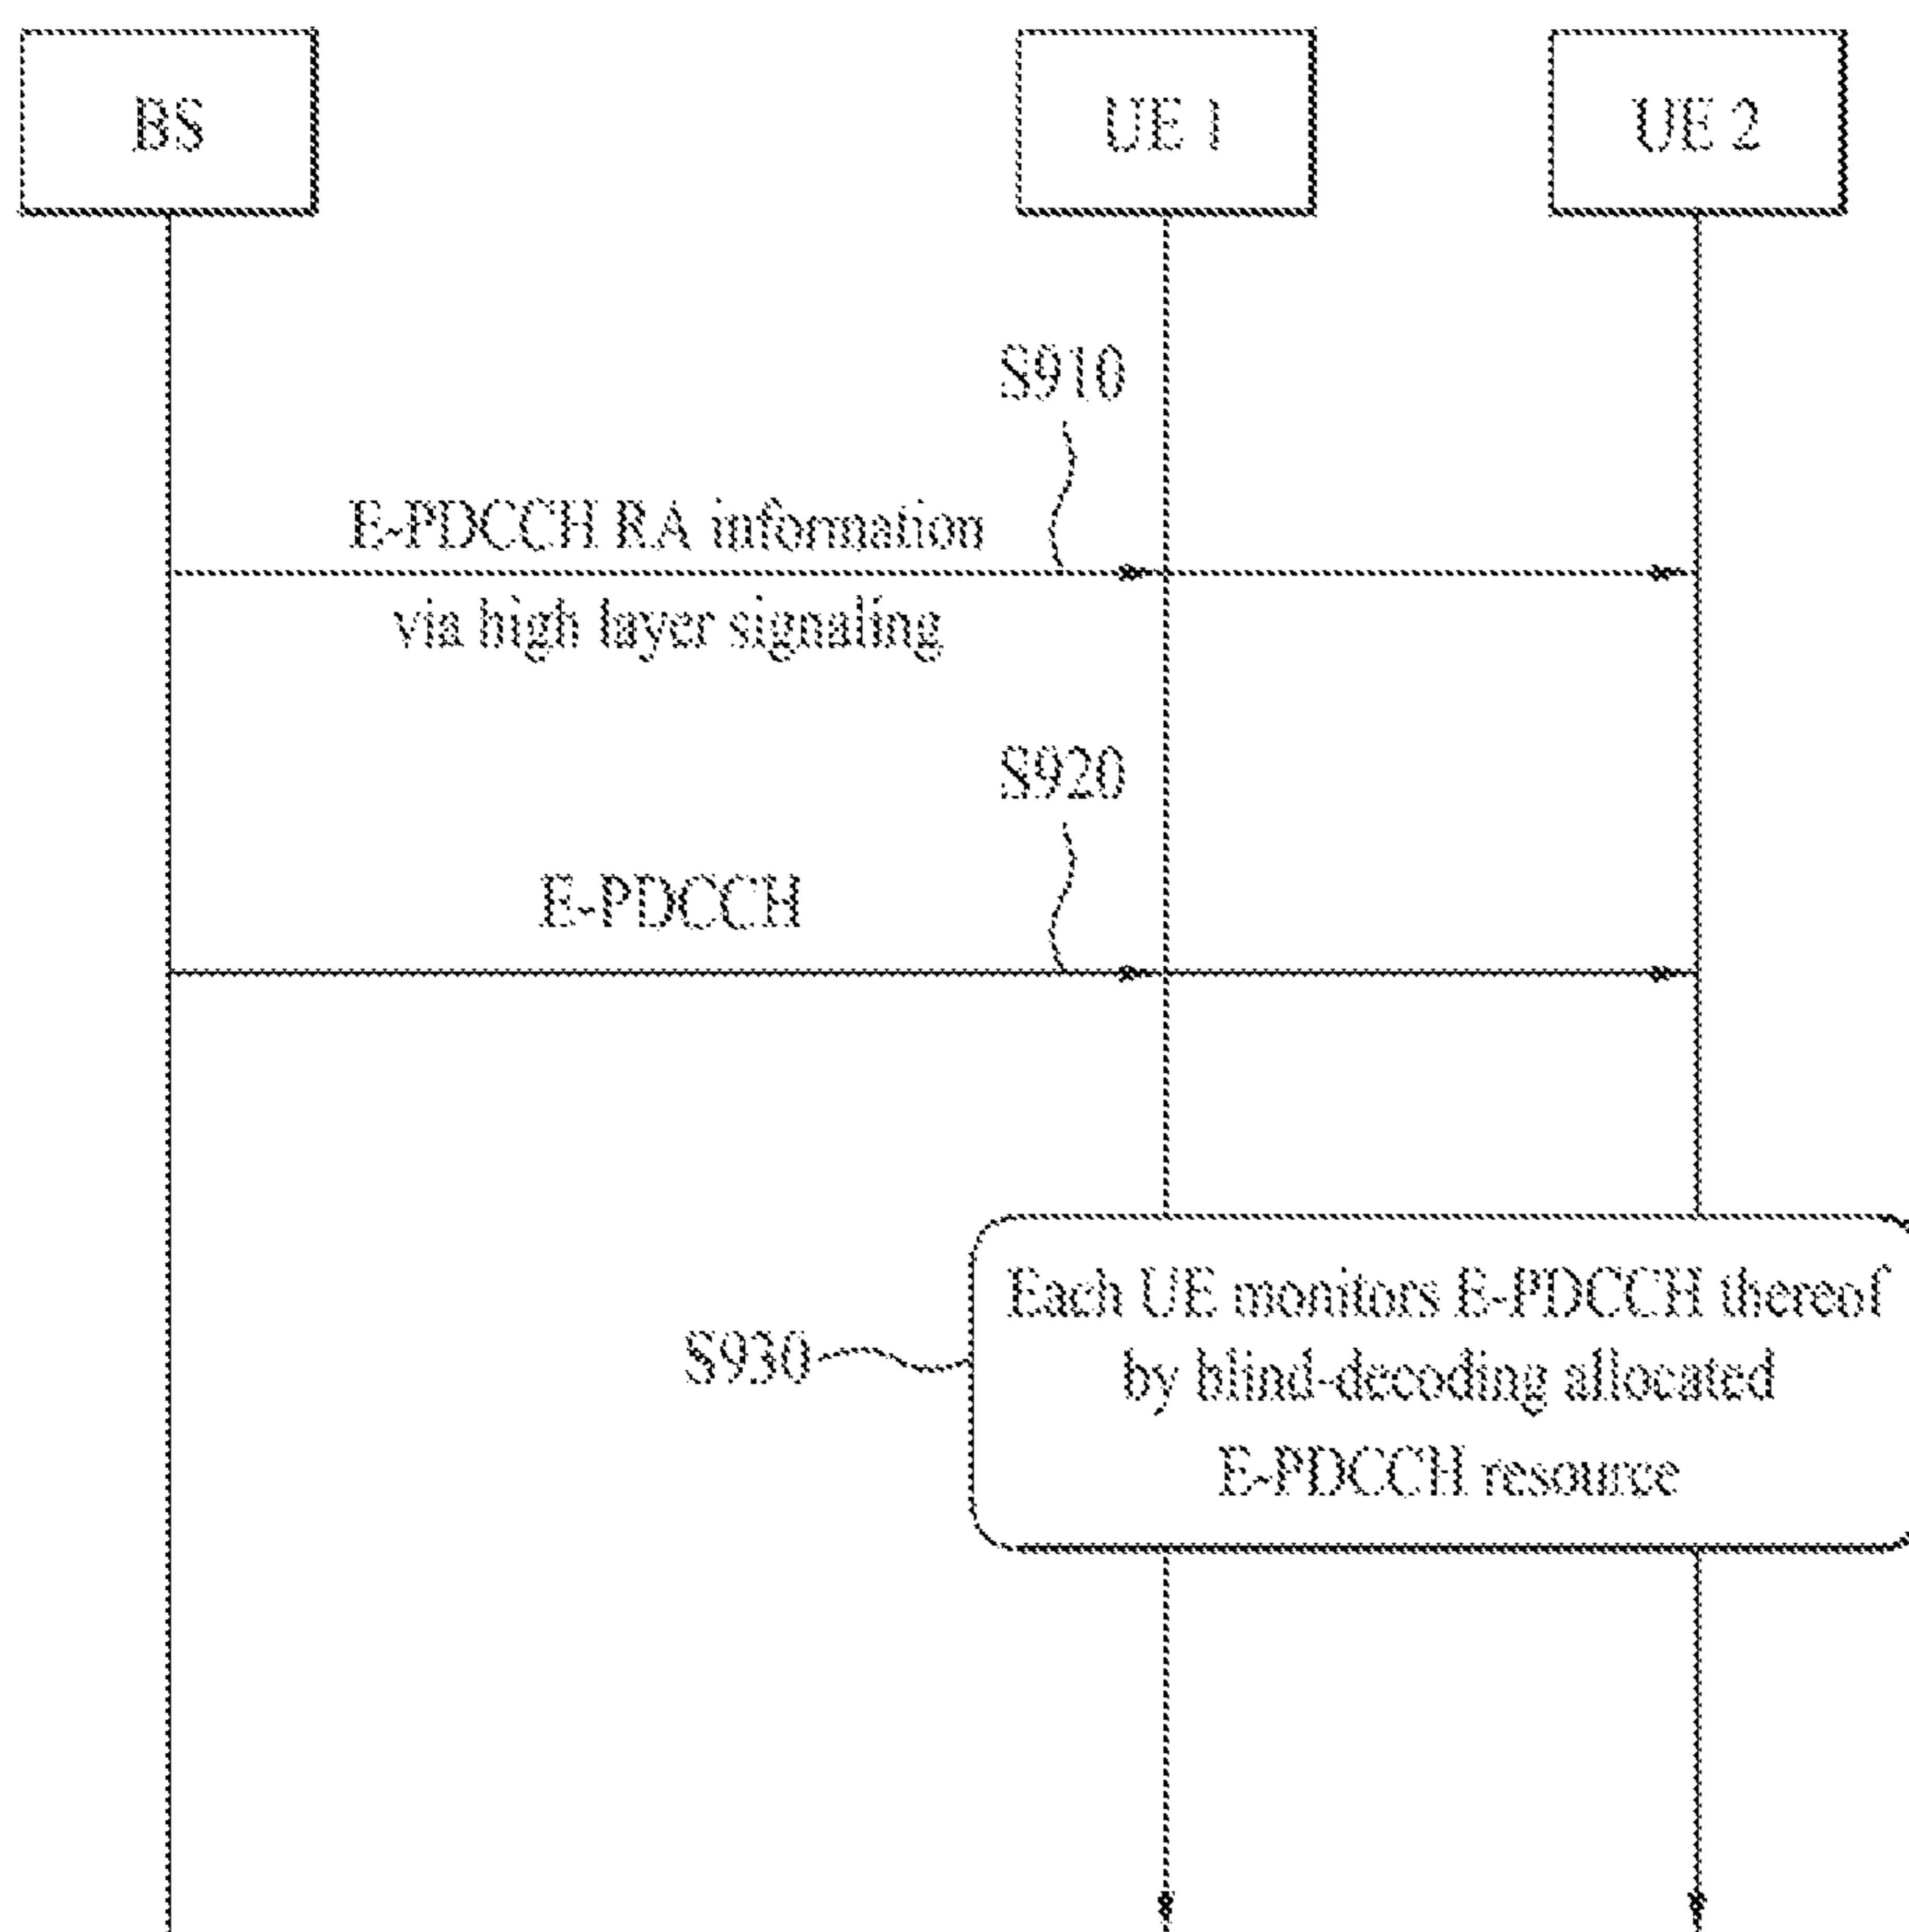 BS
UE 1
UE 2
S910
E-PDCCH RA information
via high layer signaling
S920
E-PDCCH
Each UE monitors E-PDCCH thereof
S930
by blind-decoding allocated
E-PDCCH resource